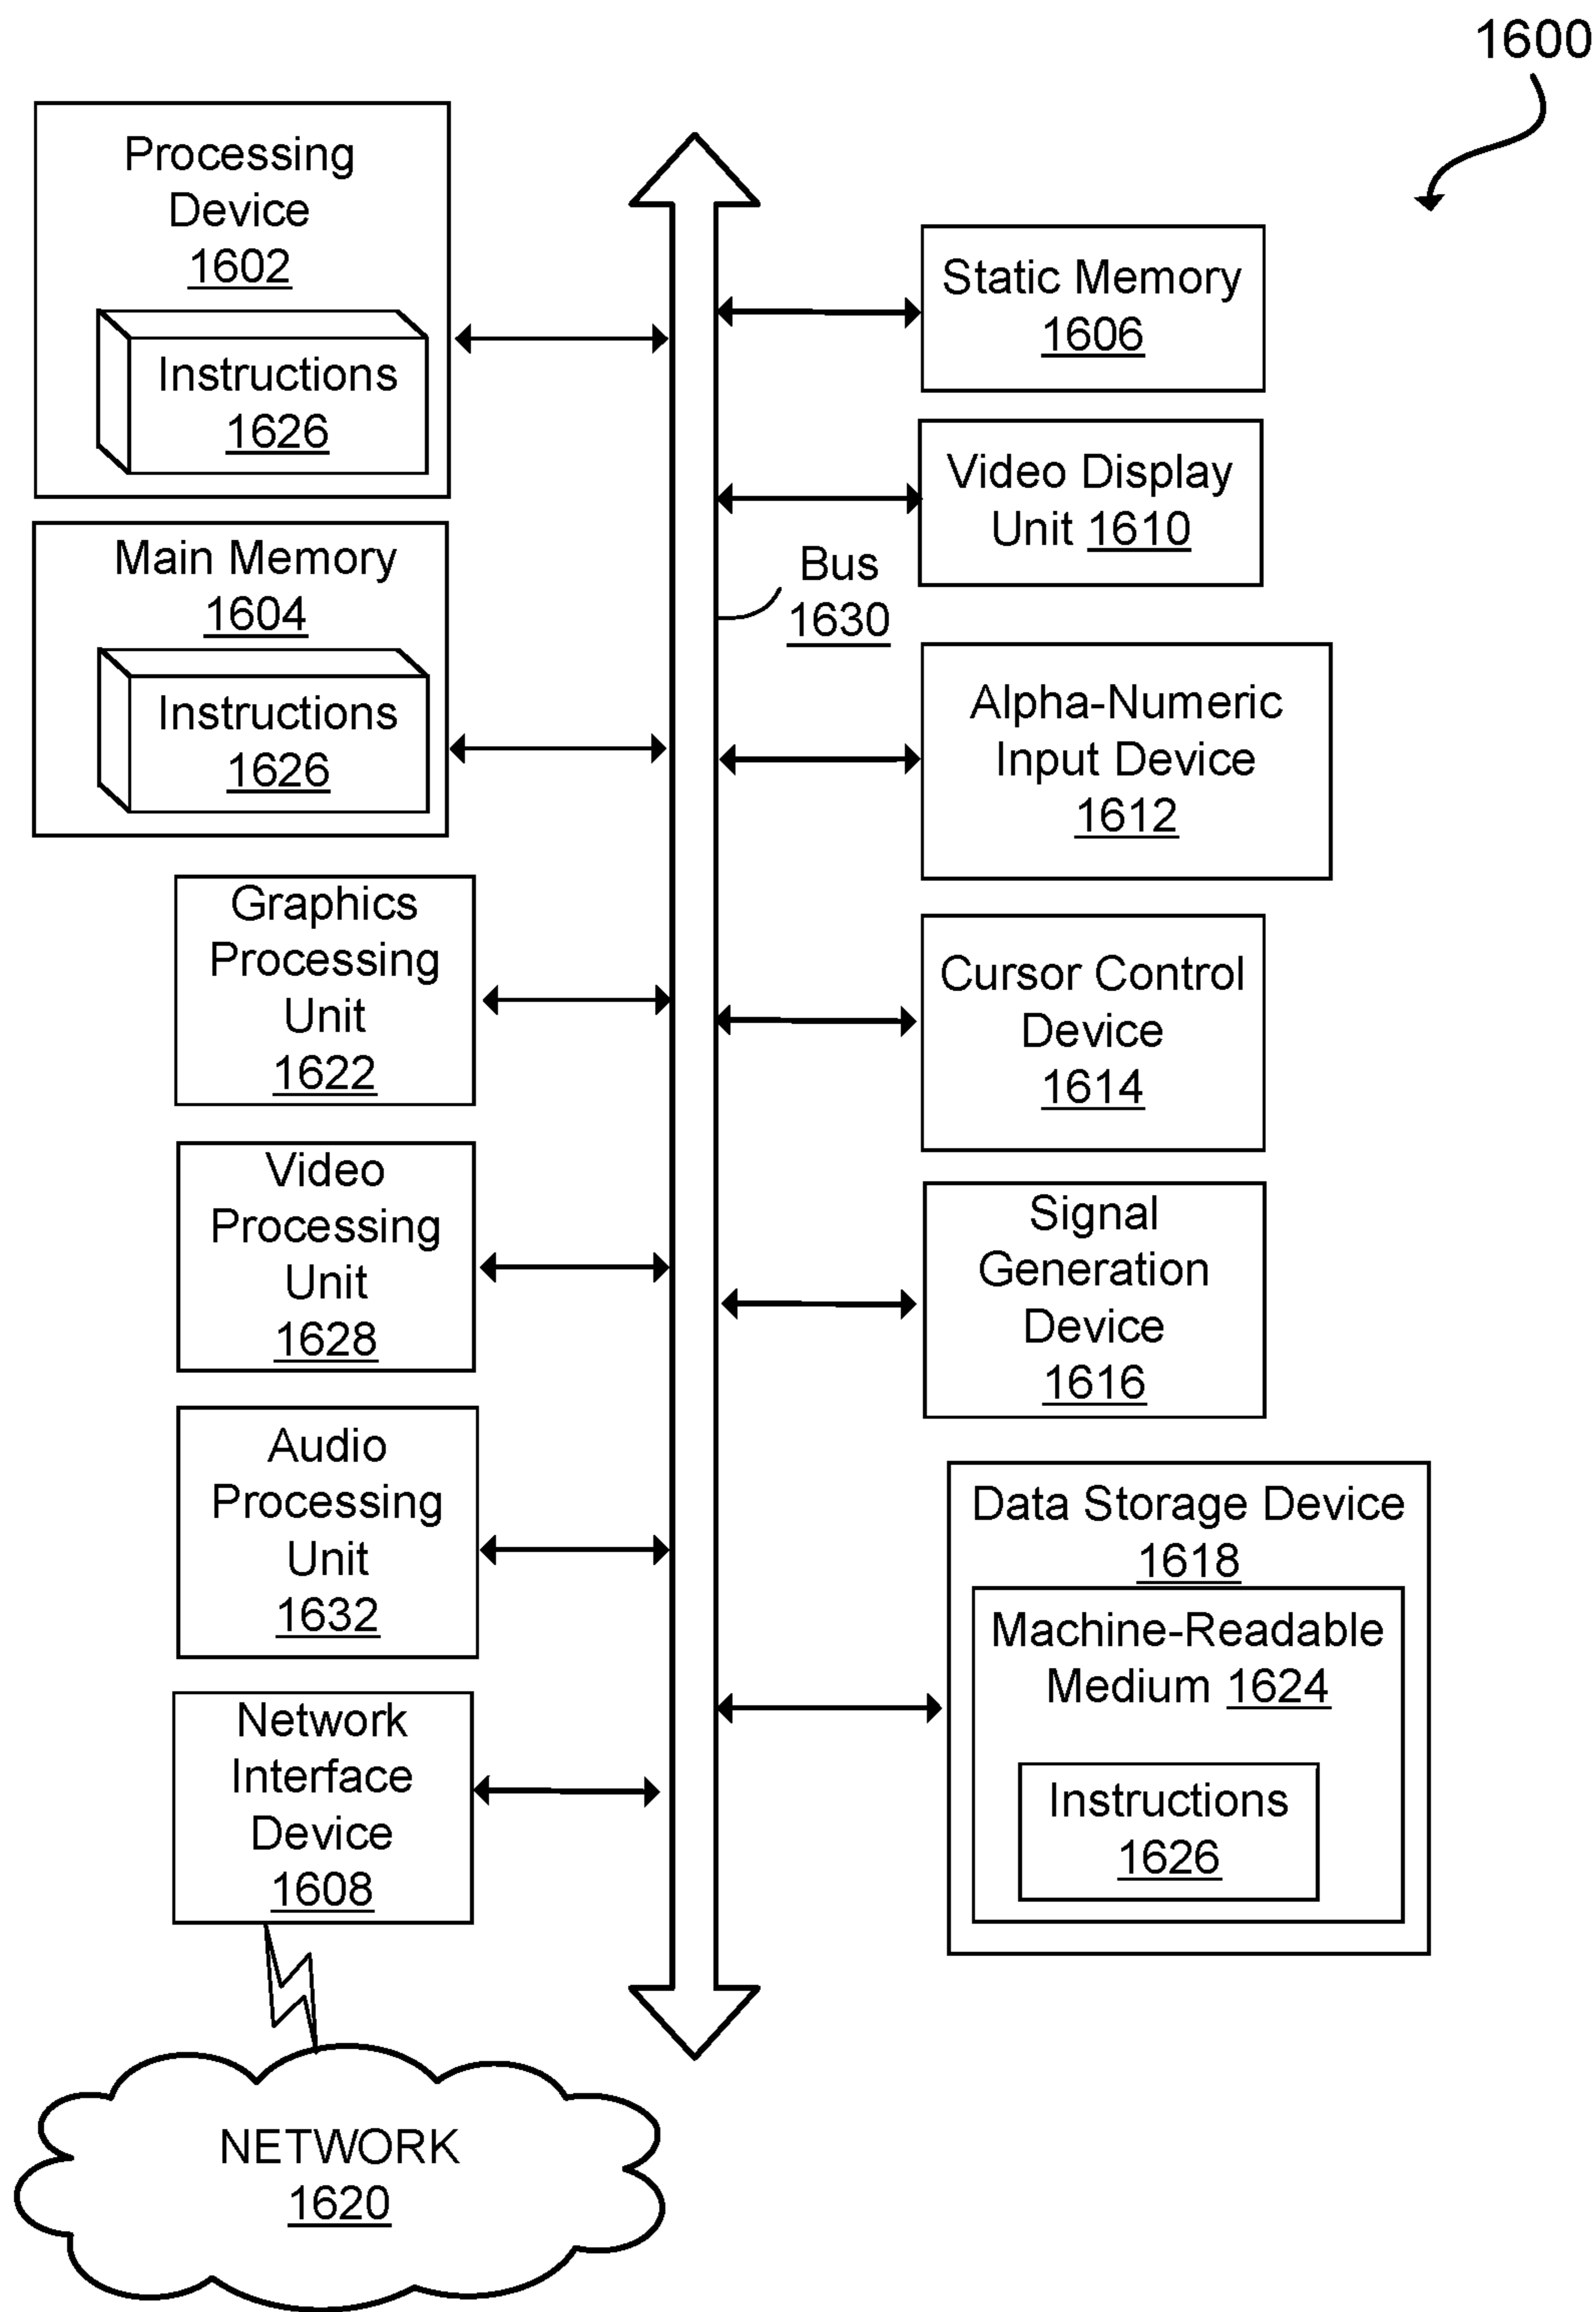 1600
Processing
Device
1602
Instructions
1626
Main Memory
1604
Instructions
1626
Graphics
Processing
Unit
1622
Video
Processing
Unit
1628
Audio
Processing
Unit
1632
Network
Interface
Device
1608
NETWORK
1620
Bus
1630
Static Memory
1606
Video Display
Unit 1610
Alpha-Numeric
Input Device
1612
Cursor Control
Device
1614
Signal
Generation
Device
1616
Data Storage Device
1618
Machine-Readable
Medium 1624
Instructions
1626